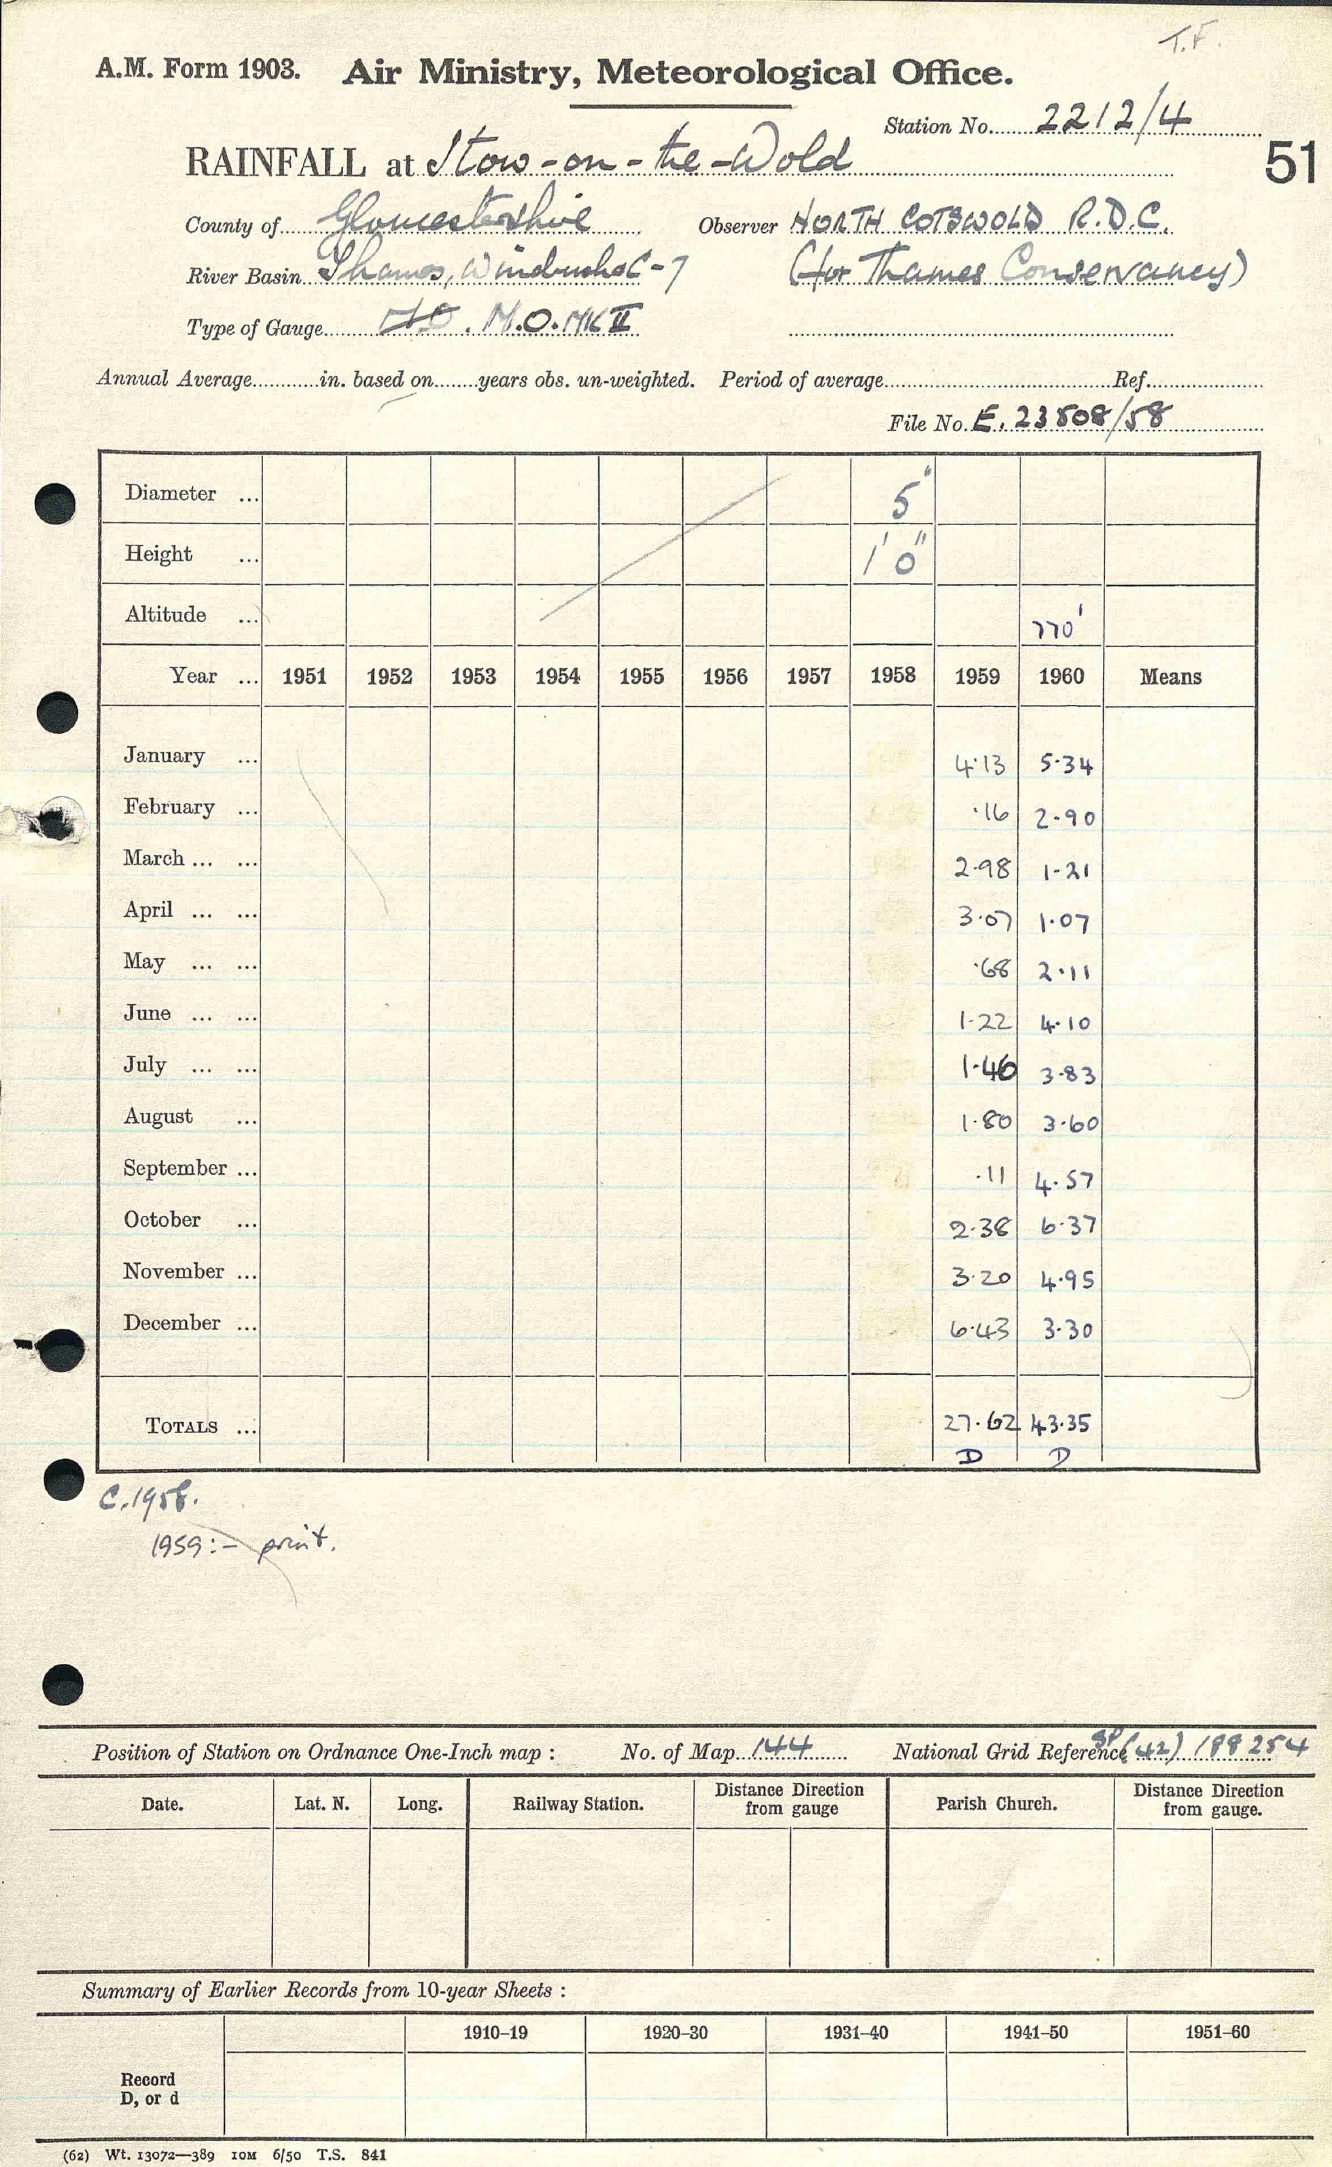 T.F.
A.M. Form 1903. Air Ministry, Meteorological Office.
Station No. 2212/4
51
RAINFALL at Stow-on-the-Wold
County of Gloucestershire Observer NORTH COTSWOLD R.D.C.
River Basin Thames, Windrush C-7 (for Thames Conservancy)
Type of Gauge M.O. MK II
Annual Average in. based on years obs. un-weighted. Period of average Ref.
File No. E. 23508/58
Diameter ... 5"
Height ... 1' 0"
Altitude ... 770'
Year ... 1951 1952 1953 1954 1955 1956 1957 1958 1959 1960 Means
January ... 4.13 5.34
February ... .16 2.90
March ... ... 2.98 1.21
April ... ... 3.07 1.07
May ... ... .68 2.11
June ... ... 1.22 4.10
July ... ... 1.46 3.83
August ... 1.80 3.60
September ... .11 4.57
October ... 2.38 6.37
November ... 3.20 4.95
December ... 6.43 3.30
TOTALS ... 27.62 43.35
D D
C.1958.
1959:- print.
Position of Station on Ordnance One-Inch map : No. of Map 144 National Grid Reference SP(42) 188254
Date. Lat. N. Long. Railway Station. Distance Direction from gauge Parish Church. Distance Direction from gauge.
Summary of Earlier Records from 10-year Sheets :
1910–19 1920–30 1931–40 1941–50 1951–60
Record
D, or d
(62) Wt. 13072—389 10M 6/50 T.S. 841